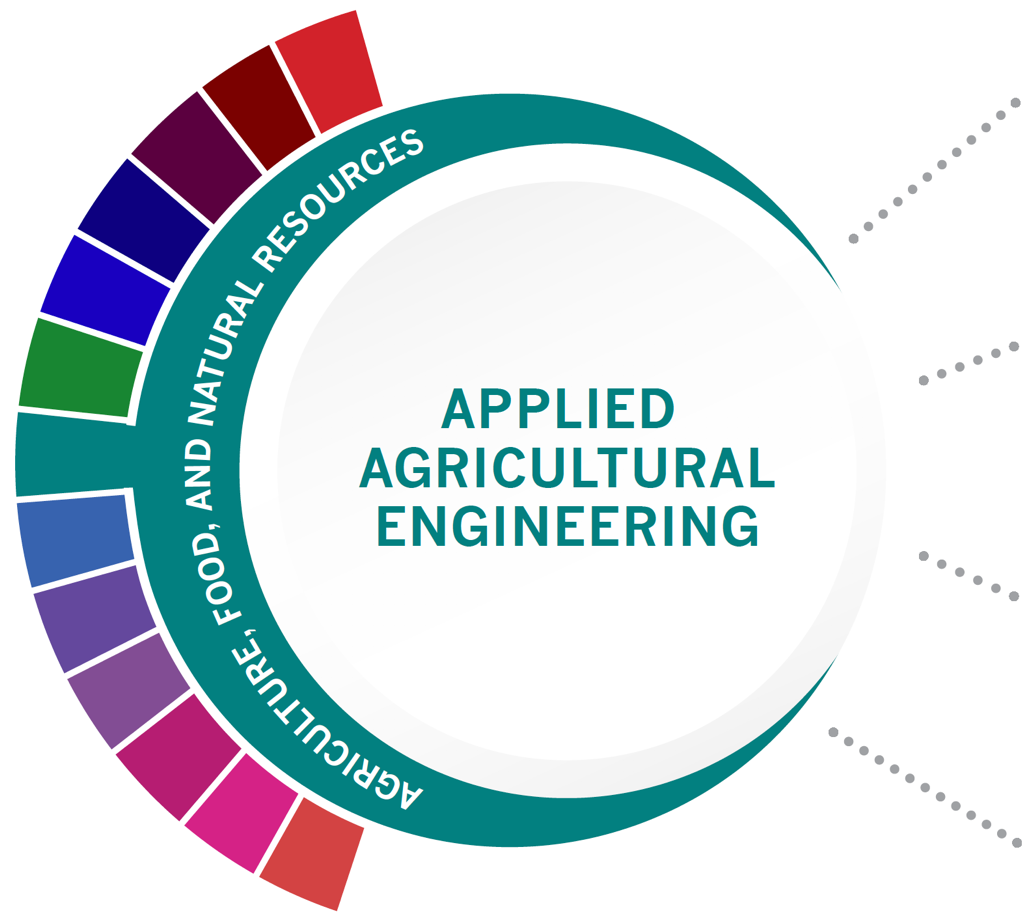 AGRICULTURE, FOOD, AND NATURAL RESOURCES
APPLIED
AGRICULTURAL
ENGINEERING